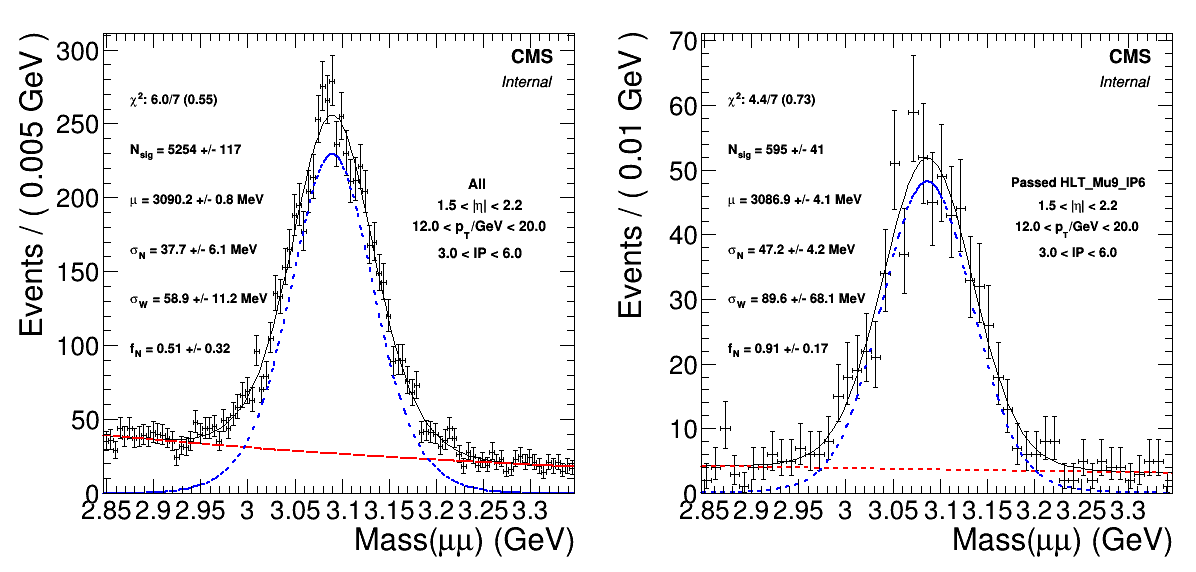 Events / ( 0.005 GeV )
300
250
200
150
100
50
0
CMS
Internal
χ²: 6.0/7 (0.55)
N_sig = 5254 +/- 117
μ = 3090.2 +/- 0.8 MeV
σ_N = 37.7 +/- 6.1 MeV
σ_W = 58.9 +/- 11.2 MeV
f_N = 0.51 +/- 0.32
All
1.5 < |η| < 2.2
12.0 < p_T/GeV < 20.0
3.0 < IP < 6.0
2.85 2.9 2.95 3 3.05 3.1 3.15 3.2 3.25 3.3
Mass(μμ) (GeV)
Events / ( 0.01 GeV )
70
60
50
40
30
20
10
0
CMS
Internal
χ²: 4.4/7 (0.73)
N_sig = 595 +/- 41
μ = 3086.9 +/- 4.1 MeV
σ_N = 47.2 +/- 4.2 MeV
σ_W = 89.6 +/- 68.1 MeV
f_N = 0.91 +/- 0.17
Passed HLT_Mu9_IP6
1.5 < |η| < 2.2
12.0 < p_T/GeV < 20.0
3.0 < IP < 6.0
2.85 2.9 2.95 3 3.05 3.1 3.15 3.2 3.25 3.3
Mass(μμ) (GeV)